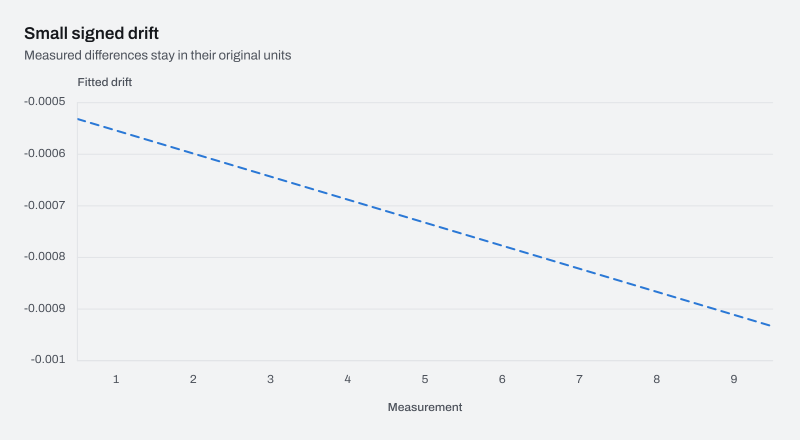 Small signed drift
Measured differences stay in their original units
Fitted drift
-0.0005
-0.0006
-0.0007
-0.0008
-0.0009
-0.001
1 2 3 4 5 6 7 8 9
Measurement